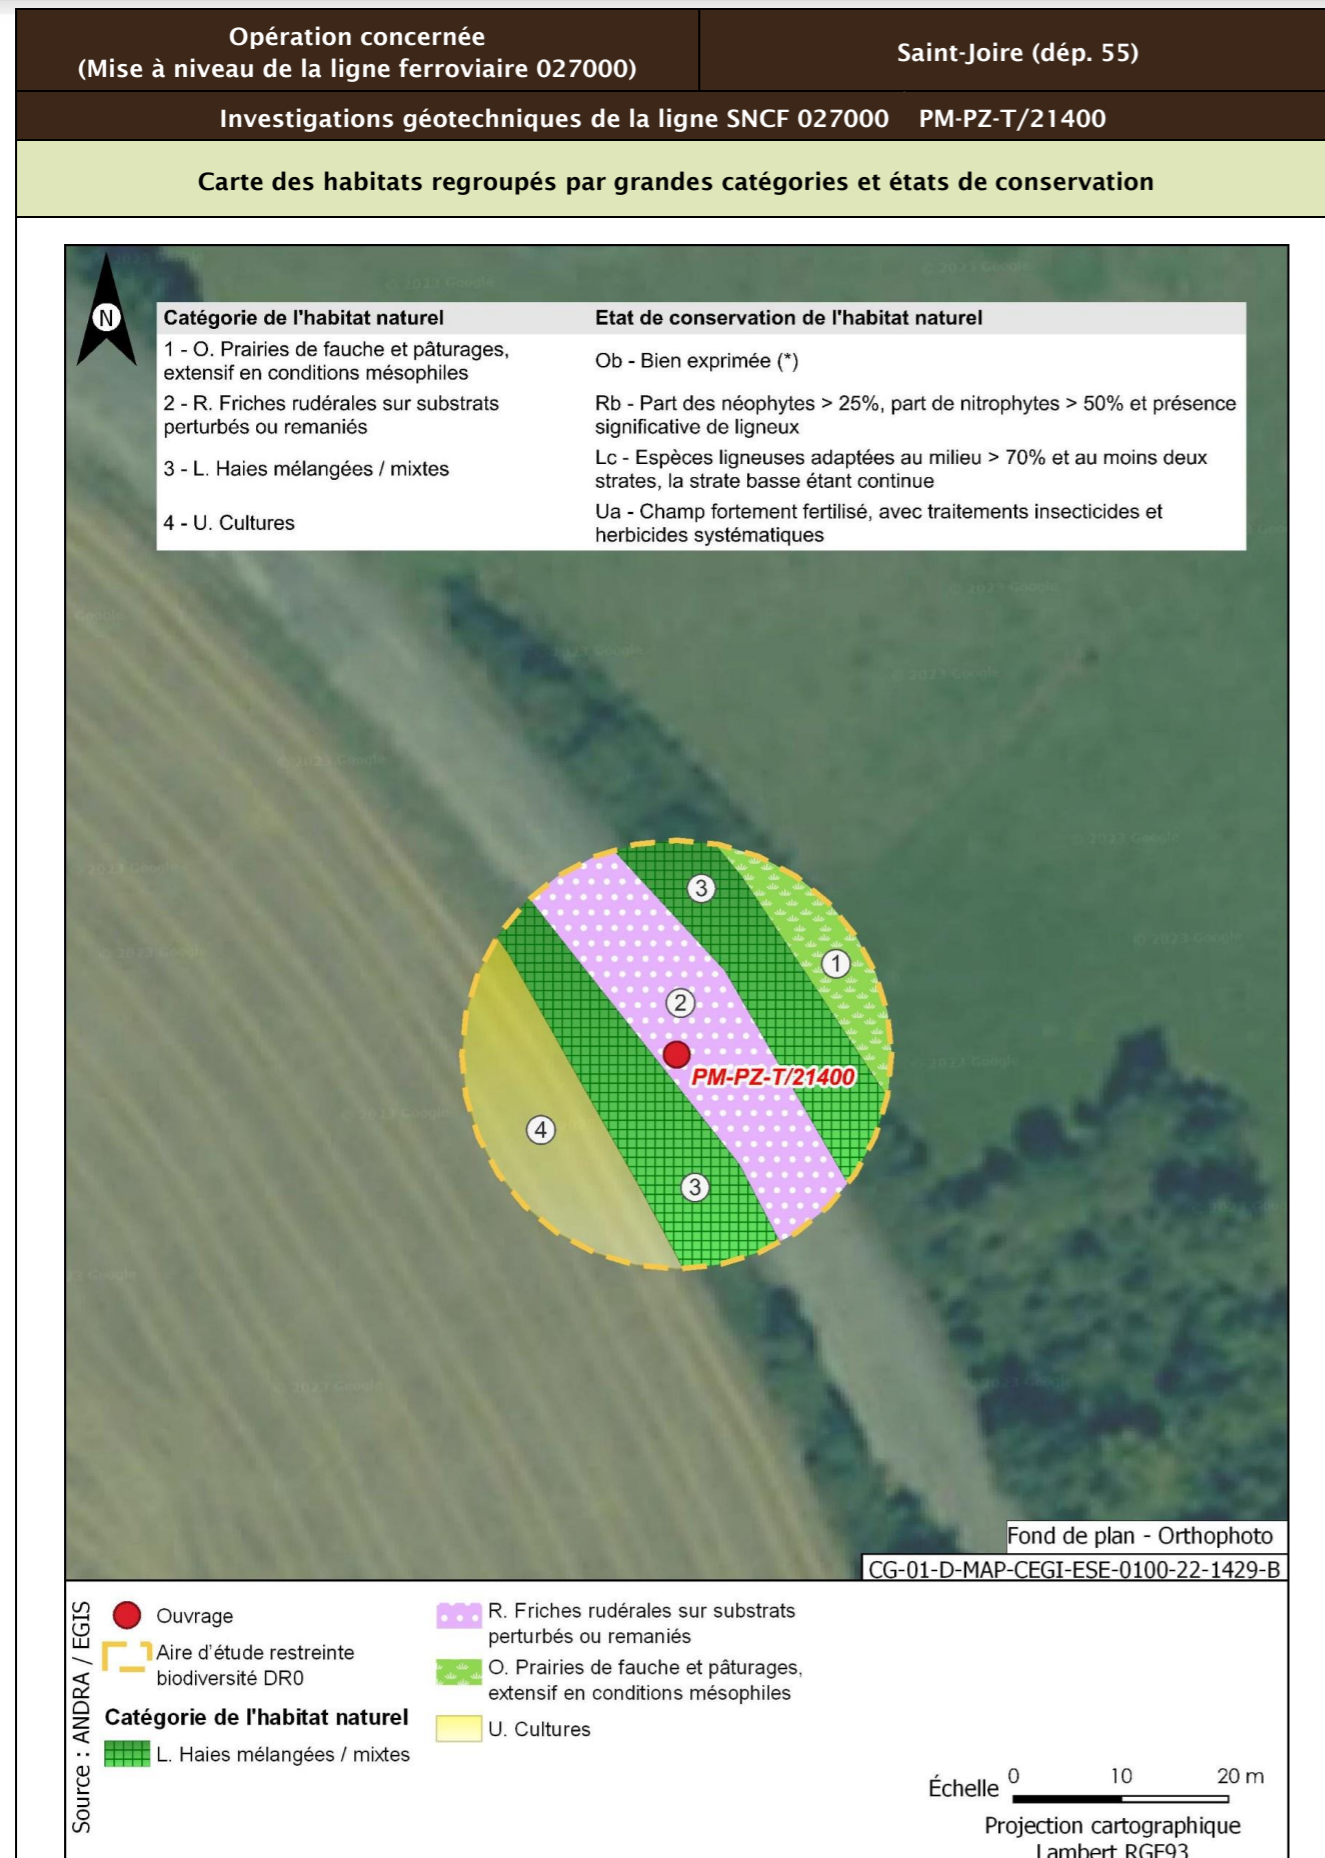 Opération concernée
(Mise à niveau de la ligne ferroviaire 027000)
Saint-Joire (dép. 55)
Investigations géotechniques de la ligne SNCF 027000 PM-PZ-T/21400
Carte des habitats regroupés par grandes catégories et états de conservation
N
Catégorie de l'habitat naturel
Etat de conservation de l'habitat naturel
1 - O. Prairies de fauche et pâturages,
extensif en conditions mésophiles
Ob - Bien exprimée (*)
2 - R. Friches rudérales sur substrats
perturbés ou remaniés
Rb - Part des néophytes > 25%, part de nitrophytes > 50% et présence
significative de ligneux
3 - L. Haies mélangées / mixtes
Lc - Espèces ligneuses adaptées au milieu > 70% et au moins deux
strates, la strate basse étant continue
4 - U. Cultures
Ua - Champ fortement fertilisé, avec traitements insecticides et
herbicides systématiques
© 2023 Google
© 2023 Google
© 2023 Google
© 2023 Google
3
1
2
PM-PZ-T/21400
4
3
Fond de plan - Orthophoto
CG-01-D-MAP-CEGI-ESE-0100-22-1429-B
Source : ANDRA / EGIS
Ouvrage
Aire d'étude restreinte
biodiversité DR0
Catégorie de l'habitat naturel
L. Haies mélangées / mixtes
R. Friches rudérales sur substrats
perturbés ou remaniés
O. Prairies de fauche et pâturages,
extensif en conditions mésophiles
U. Cultures
Échelle 0 10 20 m
Projection cartographique
Lambert RGF93